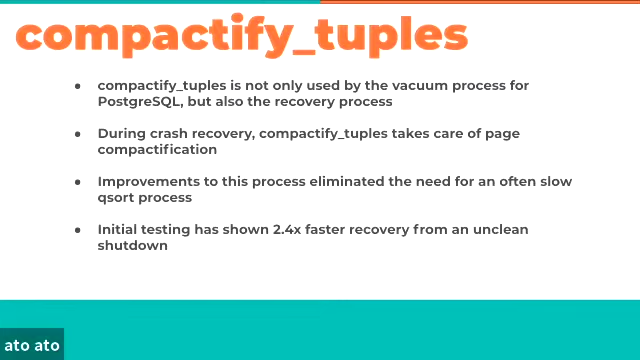 compactify_tuples
• compactify_tuples is not only used by the vacuum process for
PostgreSQL, but also the recovery process
• During crash recovery, compactify_tuples takes care of page
compactification
• Improvements to this process eliminated the need for an often slow
qsort process
• Initial testing has shown 2.4x faster recovery from an unclean
shutdown
ato ato